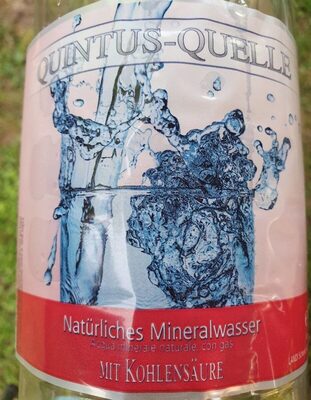 QUINTUS-QUELLE
Natürliches Mineralwasser
Acqua minerale naturale, con gas
MIT KOHLENSÄURE